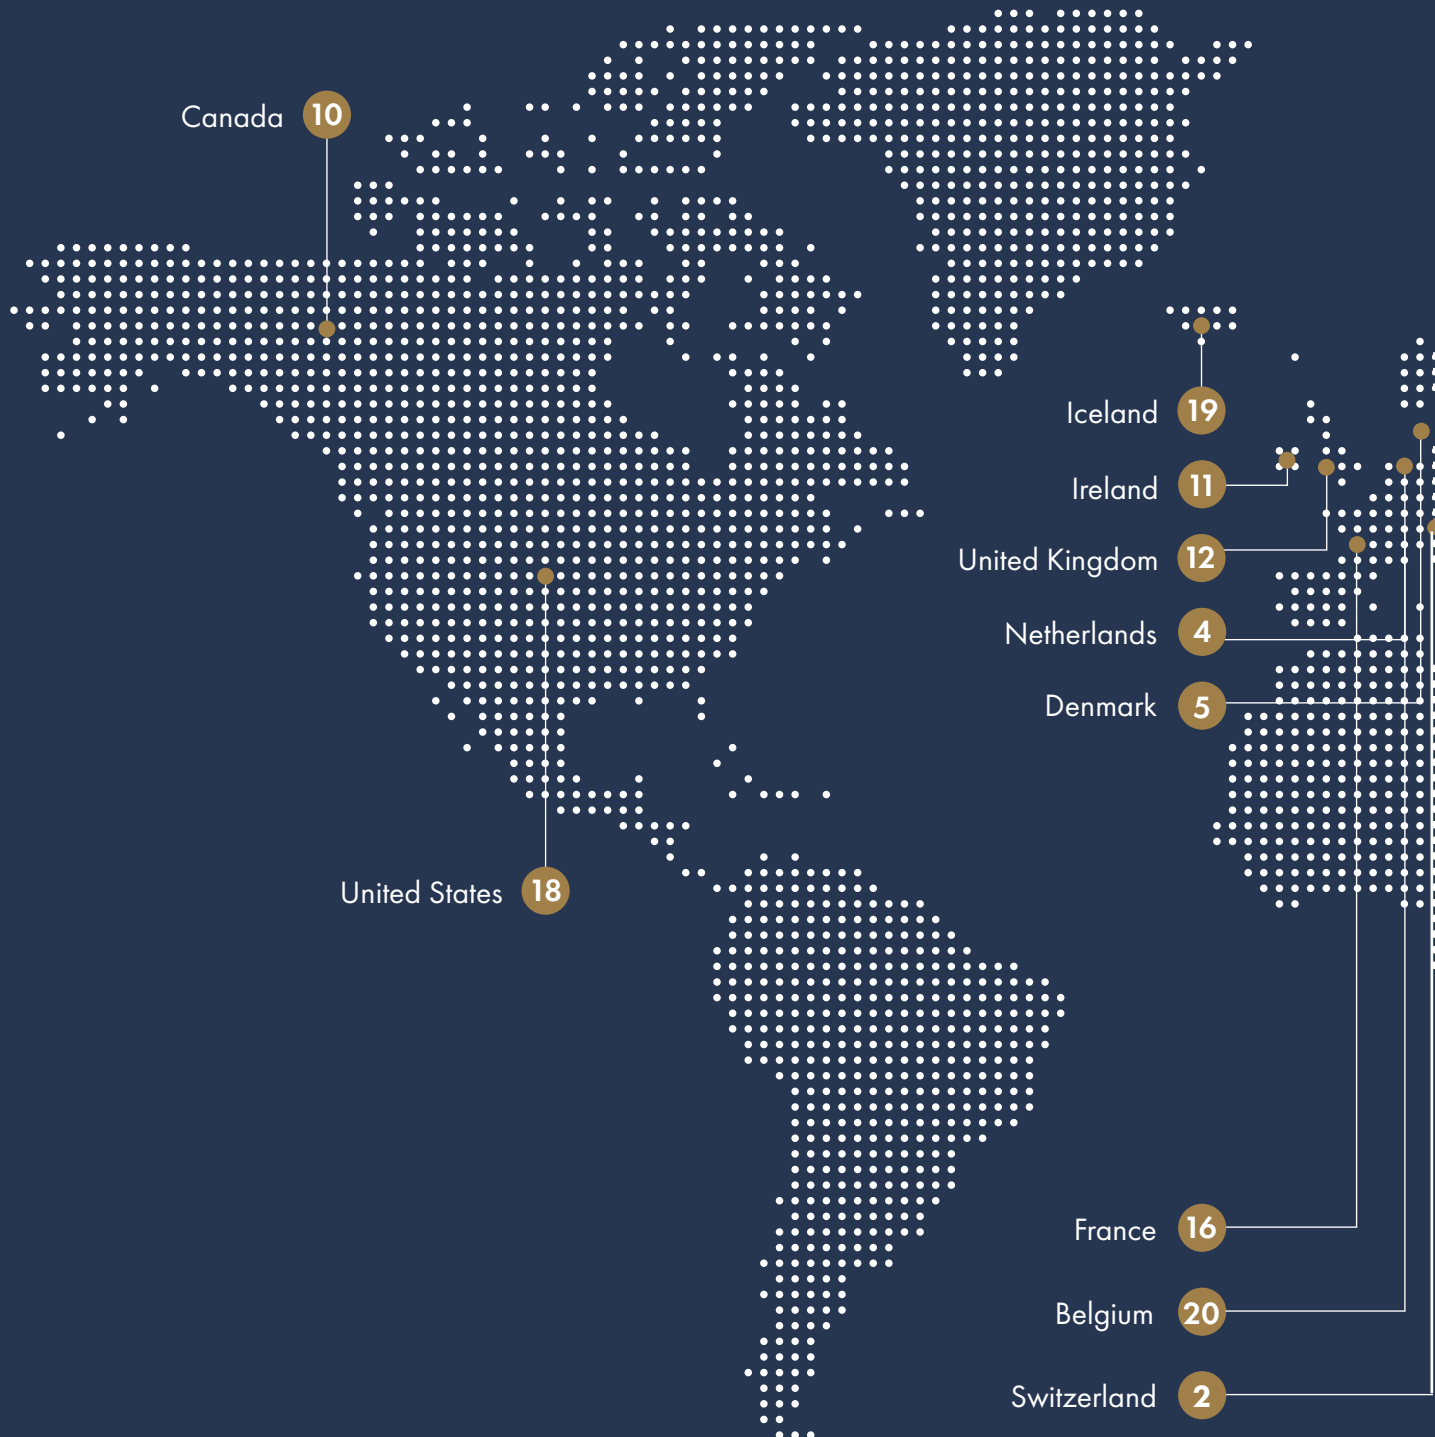 Canada 10
Iceland 19
Ireland 11
United Kingdom 12
Netherlands 4
Denmark 5
United States 18
France 16
Belgium 20
Switzerland 2